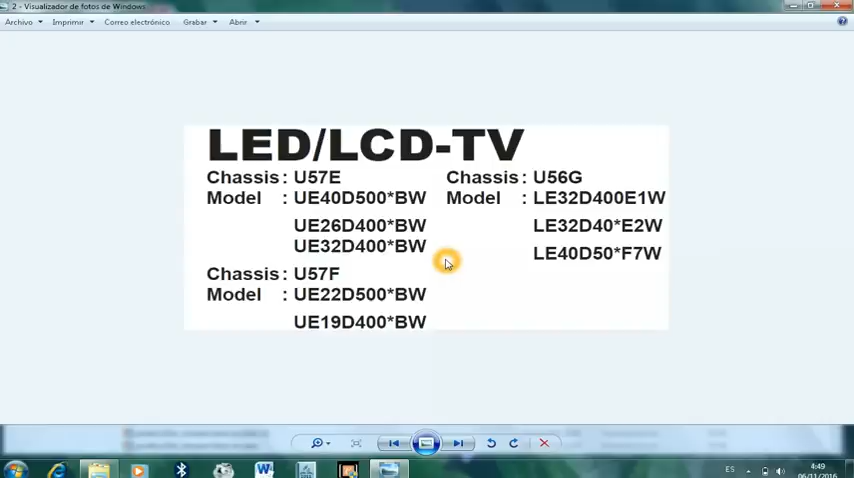 2 - Visualizador de fotos de Windows
Archivo Imprimir Correo electrónico Grabar Abrir
LED/LCD-TV
Chassis: U57E
Model : UE40D500*BW
UE26D400*BW
UE32D400*BW
Chassis: U57F
Model : UE22D500*BW
UE19D400*BW
Chassis: U56G
Model : LE32D400E1W
LE32D40*E2W
LE40D50*F7W
ES
4:49
06/11/2016